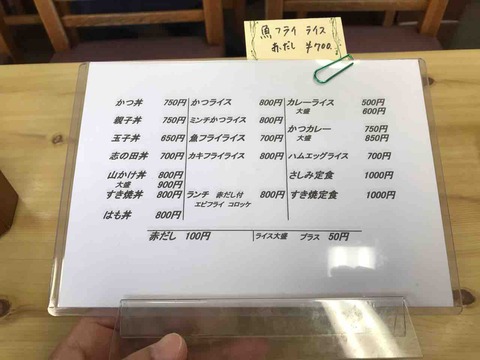 魚フライ ライス
赤だし ¥700.
かつ丼 750円 かつライス 800円 カレーライス 500円
大盛 600円
親子丼 750円 ミンチかつライス 800円 かつカレー 750円
玉子丼 650円 魚フライライス 700円 大盛 850円
志の田丼 700円 カキフライライス 800円 ハムエッグライス 700円
山かけ丼 800円 さしみ定食 1000円
大盛 900円
すき焼丼 800円 ランチ 赤だし付 800円 すき焼定食 1000円
エビフライ コロッケ
はも丼 800円
赤だし 100円 ライス大盛 プラス 50円